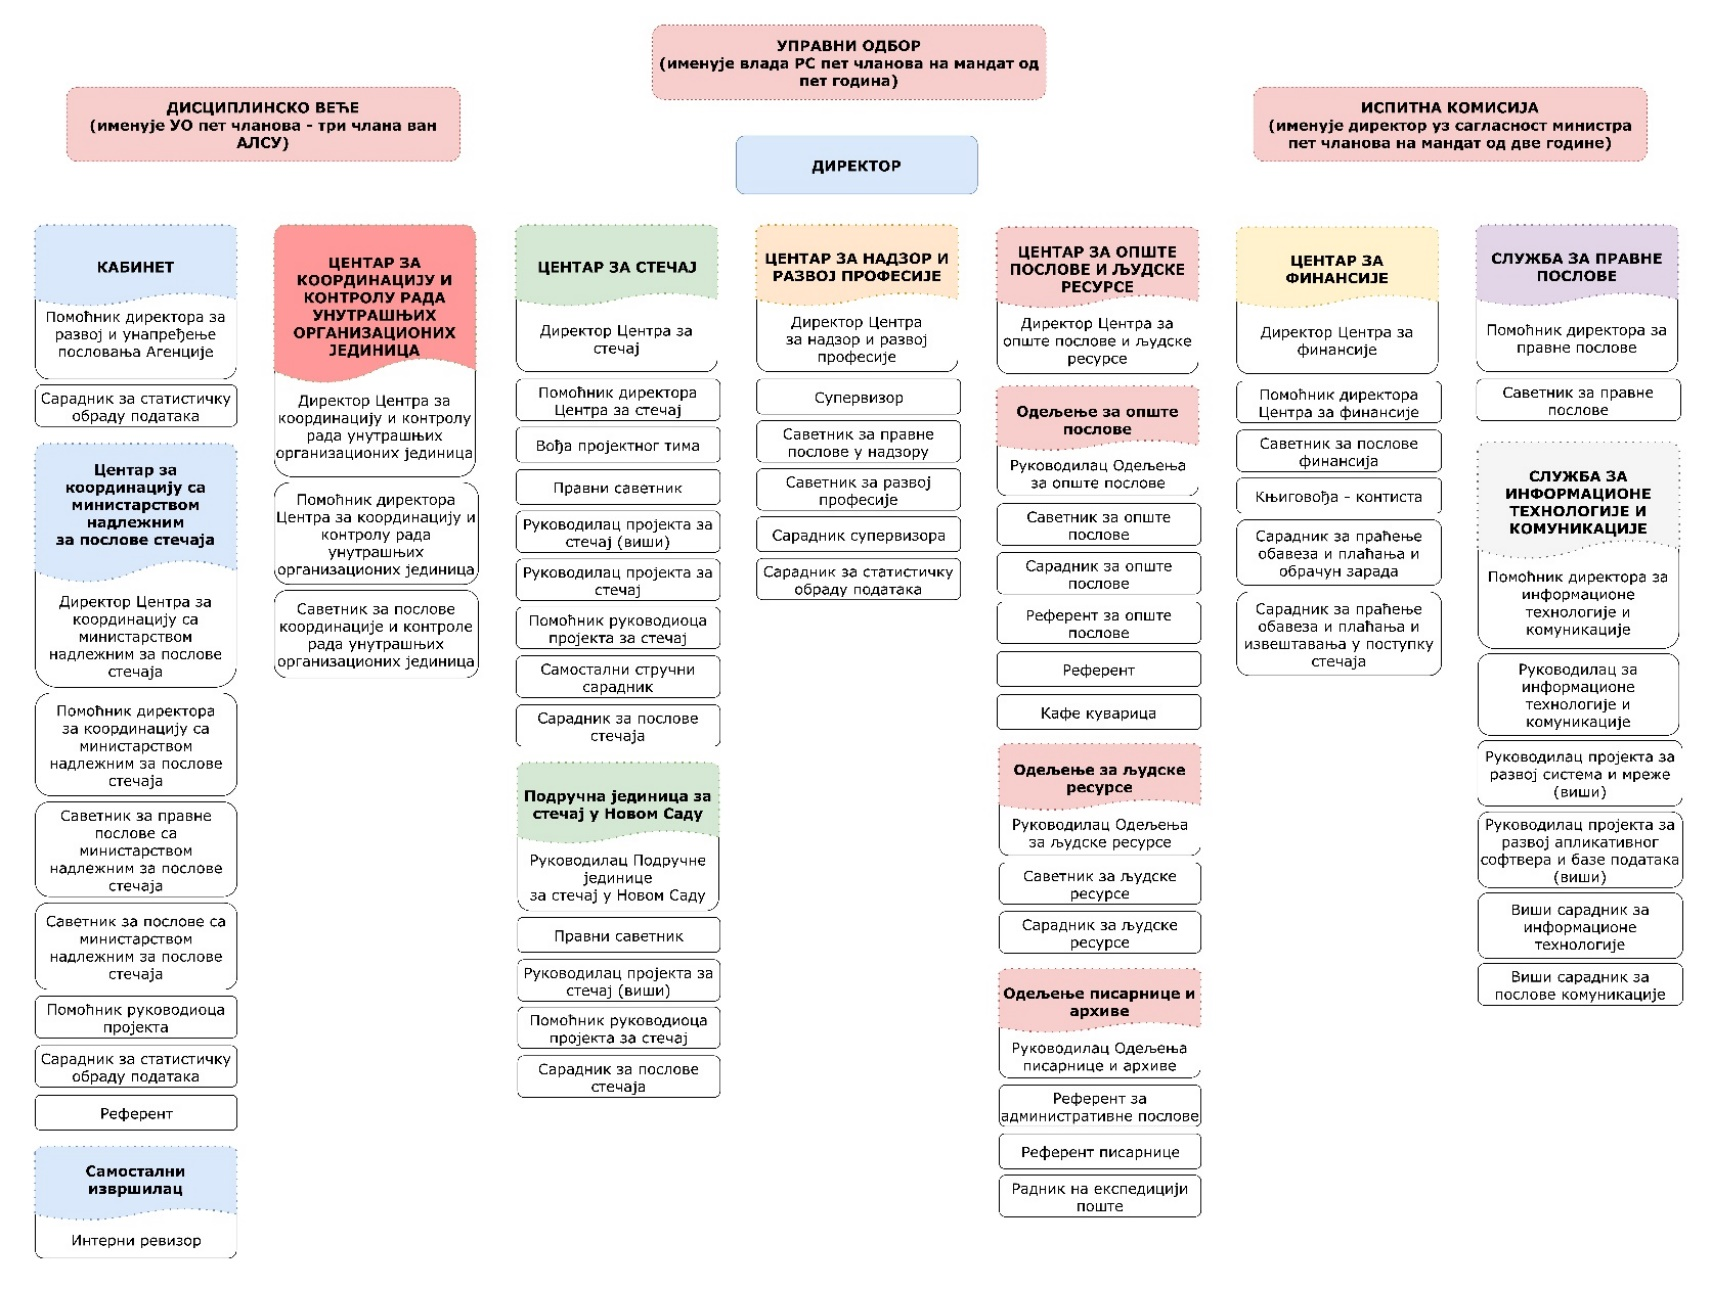 УПРАВНИ ОДБОР
(именује влада РС пет чланова на мандат од
пет година)
ДИСЦИПЛИНСКО ВЕЋЕ
(именује УО пет чланова - три члана ван
АЛСУ)
ИСПИТНА КОМИСИЈА
(именује директор уз сагласност министра
пет чланова на мандат од две године)
ДИРЕКТОР
КАБИНЕТ
Помоћник директора за
развој и унапређење
пословања Агенције
Сарадник за статистичку
обраду података
Центар за
координацију са
министарством
надлежним
за послове стечаја
Директор Центра за
координацију са
министарством
надлежним за послове
стечаја
Помоћник директора
за координацију са
министарством
надлежним за послове
стечаја
Саветник за правне
послове са
министарством
надлежним за послове
стечаја
Саветник за послове са
министарством
надлежним за послове
стечаја
Помоћник руководиоца
пројекта
Сарадник за статистичку
обраду података
Референт
Самостални
извршилац
Интерни ревизор
ЦЕНТАР ЗА
КООРДИНАЦИЈУ И
КОНТРОЛУ РАДА
УНУТРАШЊИХ
ОРГАНИЗАЦИОНИХ
ЈЕДИНИЦА
Директор Центра за
координацију и контролу
рада унутрашњих
организационих јединица
Помоћник директора
Центра за координацију и
контролу рада
унутрашњих
организационих јединица
Саветник за послове
координације и контроле
рада унутрашњих
организационих јединица
ЦЕНТАР ЗА СТЕЧАЈ
Директор Центра за
стечај
Помоћник директора
Центра за стечај
Вођа пројектног тима
Правни саветник
Руководилац пројекта за
стечај (виши)
Руководилац пројекта за
стечај
Помоћник руководиоца
пројекта за стечај
Самостални стручни
сарадник
Сарадник за послове
стечаја
Подручна јединица за
стечај у Новом Саду
Руководилац Подручне
јединице
за стечај у Новом Саду
Правни саветник
Руководилац пројекта за
стечај (виши)
Помоћник руководиоца
пројекта за стечај
Сарадник за послове
стечаја
ЦЕНТАР ЗА НАДЗОР И
РАЗВОЈ ПРОФЕСИЈЕ
Директор Центра
за надзор и развој
професије
Супервизор
Саветник за правне
послове у надзору
Саветник за развој
професије
Сарадник супервизора
Сарадник за статистичку
обраду података
ЦЕНТАР ЗА ОПШТЕ
ПОСЛОВЕ И ЉУДСКЕ
РЕСУРСЕ
Директор Центра за
опште послове и људске
ресурсе
Одељење за опште
послове
Руководилац Одељења
за опште послове
Саветник за опште
послове
Сарадник за опште
послове
Референт за опште
послове
Референт
Кафе куварица
Одељење за људске
ресурсе
Руководилац Одељења
за људске ресурсе
Саветник за људске
ресурсе
Сарадник за људске
ресурсе
Одељење писарнице и
архиве
Руководилац Одељења
писарнице и архиве
Референт за
административне послове
Референт писарнице
Радник на експедицији
поште
ЦЕНТАР ЗА
ФИНАНСИЈЕ
Директор Центра за
финансије
Помоћник директора
Центра за финансије
Саветник за послове
финансија
Књиговођа - контиста
Сарадник за праћење
обавеза и плаћања и
обрачун зарада
Сарадник за праћење
обавеза и плаћања и
извештавања у поступку
стечаја
СЛУЖБА ЗА ПРАВНЕ
ПОСЛОВЕ
Помоћник директора за
правне послове
Саветник за правне
послове
СЛУЖБА ЗА
ИНФОРМАЦИОНЕ
ТЕХНОЛОГИЈЕ И
КОМУНИКАЦИЈЕ
Помоћник директора за
информационе
технологије и
комуникације
Руководилац за
информационе
технологије и
комуникације
Руководилац пројекта за
развој система и мреже
(виши)
Руководилац пројекта за
развој апликативног
софтвера и базе података
(виши)
Виши сарадник за
информационе
технологије
Виши сарадник за
послове комуникације